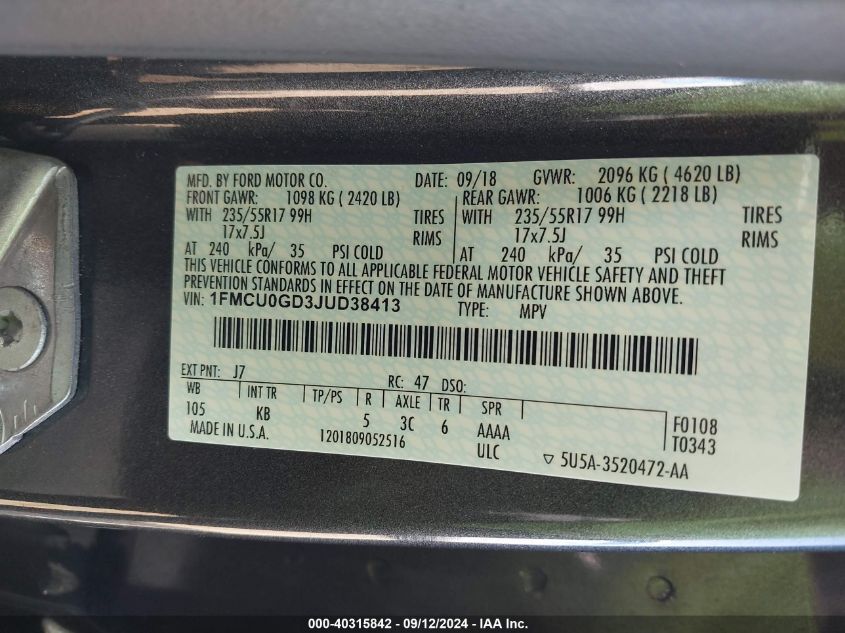 MFD. BY FORD MOTOR CO. DATE: 09/18 GVWR: 2096 KG ( 4620 LB)
FRONT GAWR: 1098 KG ( 2420 LB) REAR GAWR: 1006 KG ( 2218 LB)
WITH 235/55R17 99H TIRES WITH 235/55R17 99H TIRES
17x7.5J RIMS 17x7.5J RIMS
AT 240 kPa/ 35 PSI COLD AT 240 kPa/ 35 PSI COLD
THIS VEHICLE CONFORMS TO ALL APPLICABLE FEDERAL MOTOR VEHICLE SAFETY AND THEFT
PREVENTION STANDARDS IN EFFECT ON THE DATE OF MANUFACTURE SHOWN ABOVE.
VIN: 1FMCU0GD3JUD38413 TYPE: MPV
EXT PNT: J7 RC: 47 DSO:
WB INT TR TP/PS R AXLE TR SPR
105 KB 5 3C 6 AAAA F0108
MADE IN U.S.A. 1201809052516 ULC T0343
▽ 5U5A-3520472-AA
000-40315842 - 09/12/2024 - IAA Inc.